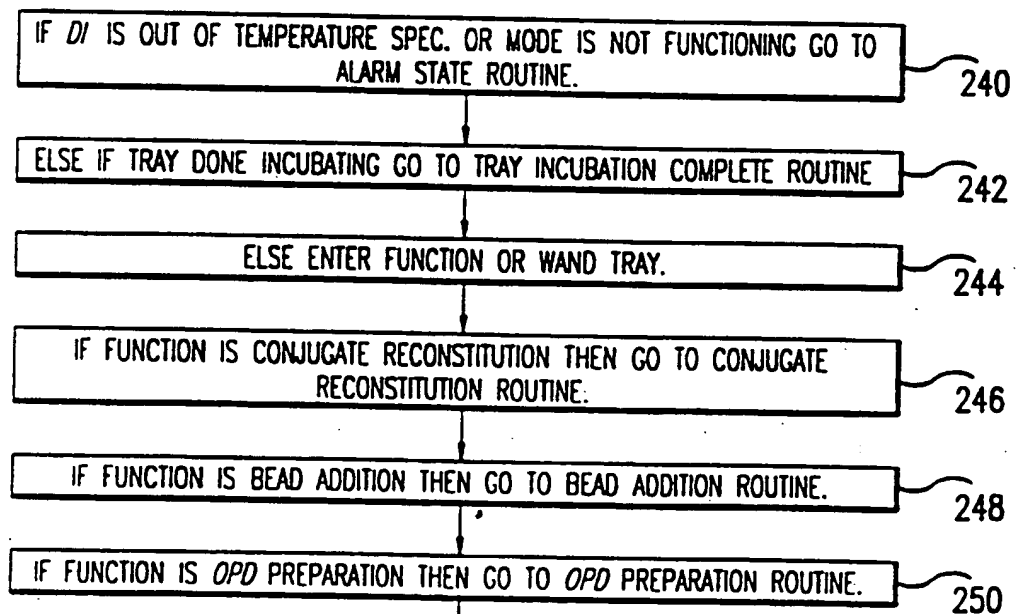 IF DI IS OUT OF TEMPERATURE SPEC. OR MODE IS NOT FUNCTIONING GO TO
ALARM STATE ROUTINE.
240
ELSE IF TRAY DONE INCUBATING GO TO TRAY INCUBATION COMPLETE ROUTINE
242
ELSE ENTER FUNCTION OR WAND TRAY.
244
IF FUNCTION IS CONJUGATE RECONSTITUTION THEN GO TO CONJUGATE
RECONSTITUTION ROUTINE.
246
IF FUNCTION IS BEAD ADDITION THEN GO TO BEAD ADDITION ROUTINE.
248
IF FUNCTION IS OPD PREPARATION THEN GO TO OPD PREPARATION ROUTINE.
250